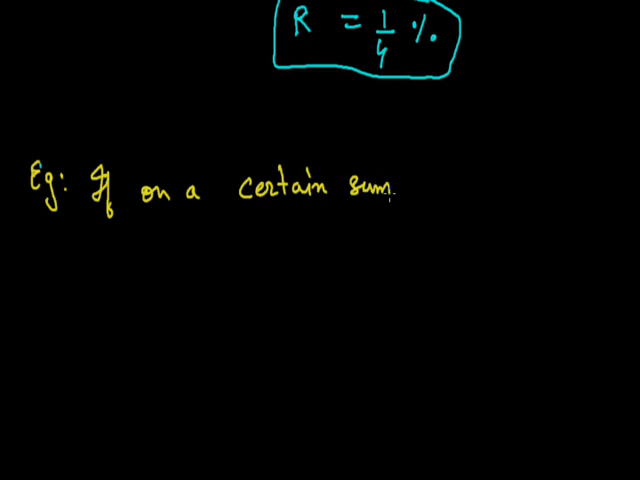 R = 1/4 %.
Eg: If on a certain sum